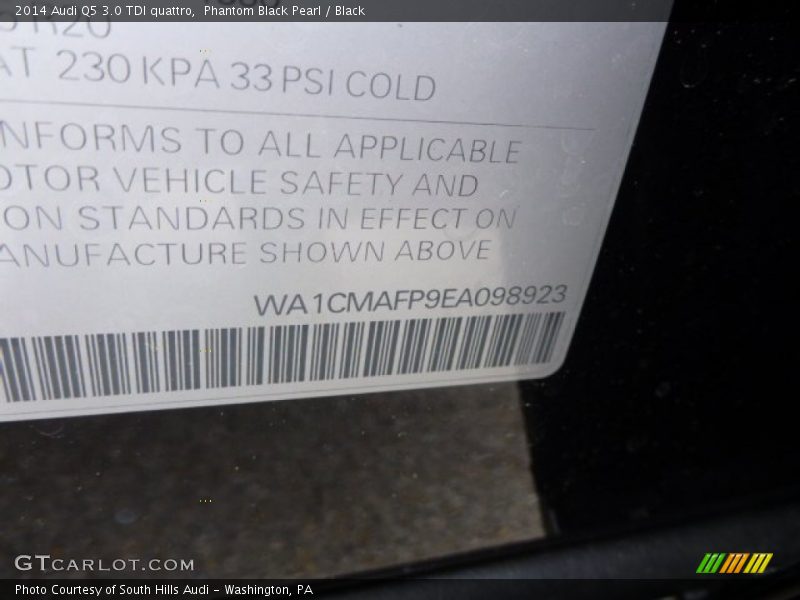 2014 Audi Q5 3.0 TDI quattro, Phantom Black Pearl / Black
R20
AT 230 KPA 33 PSI COLD
NFORMS TO ALL APPLICABLE
OTOR VEHICLE SAFETY AND
ON STANDARDS IN EFFECT ON
ANUFACTURE SHOWN ABOVE
WA1CMAFP9EA098923
GTCARLOT.COM
Photo Courtesy of South Hills Audi - Washington, PA